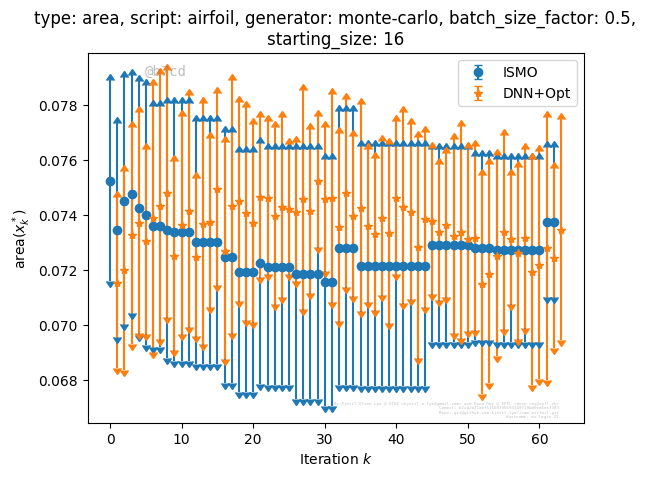 type: area, script: airfoil, generator: monte-carlo, batch_size_factor: 0.5,
starting_size: 16
ISMO
DNN+Opt
0.078
0.076
0.074
0.072
0.070
0.068
area(x*k)
0 10 20 30 40 50 60
Iteration k